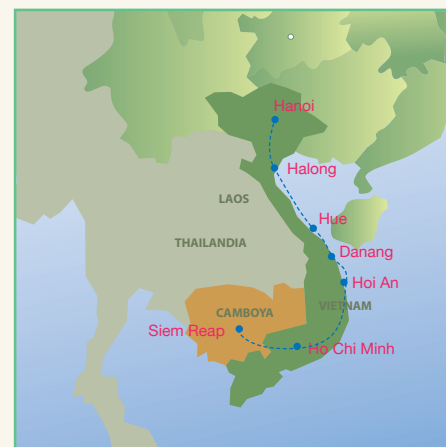 Hanoi
Halong
LAOS
Hue
THAILANDIA
Danang
Hoi An
VIETNAM
CAMBOYA
Siem Reap
Ho Chi Minh